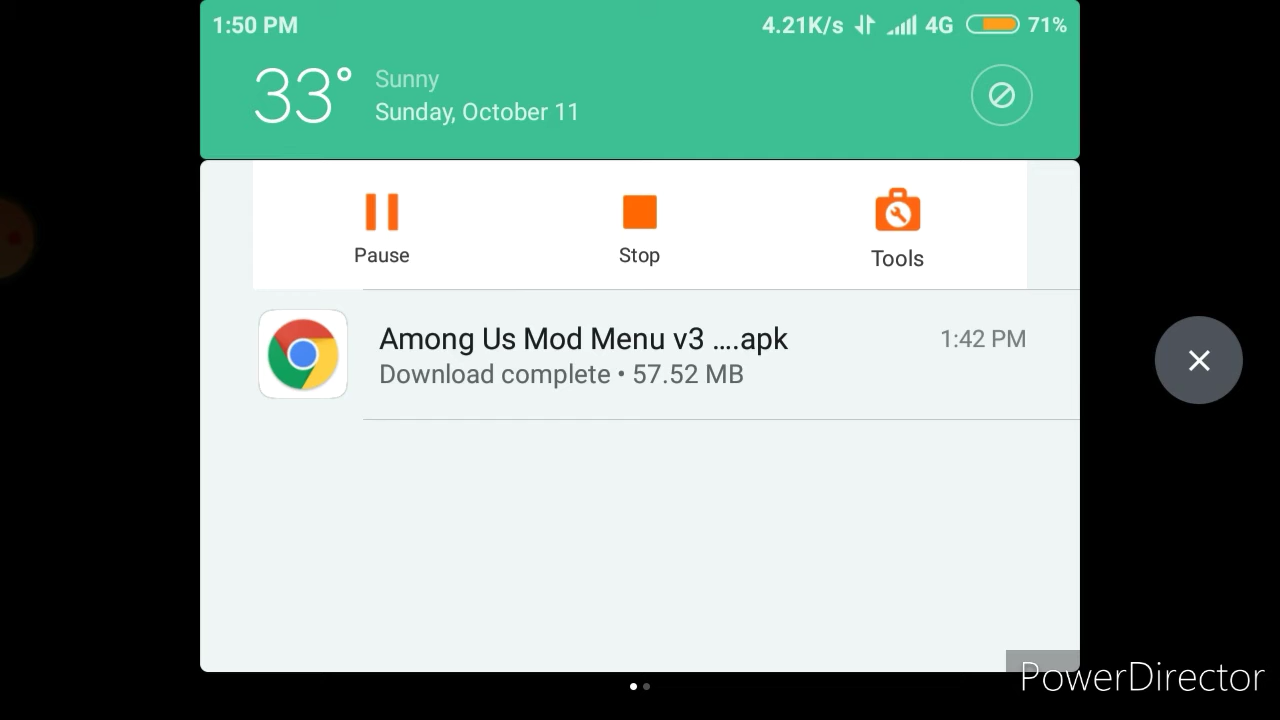 1:50 PM 4.21K/s 4G 71%
33° Sunny
Sunday, October 11
Pause Stop Tools
Among Us Mod Menu v3 ....apk 1:42 PM
Download complete • 57.52 MB
PowerDirector